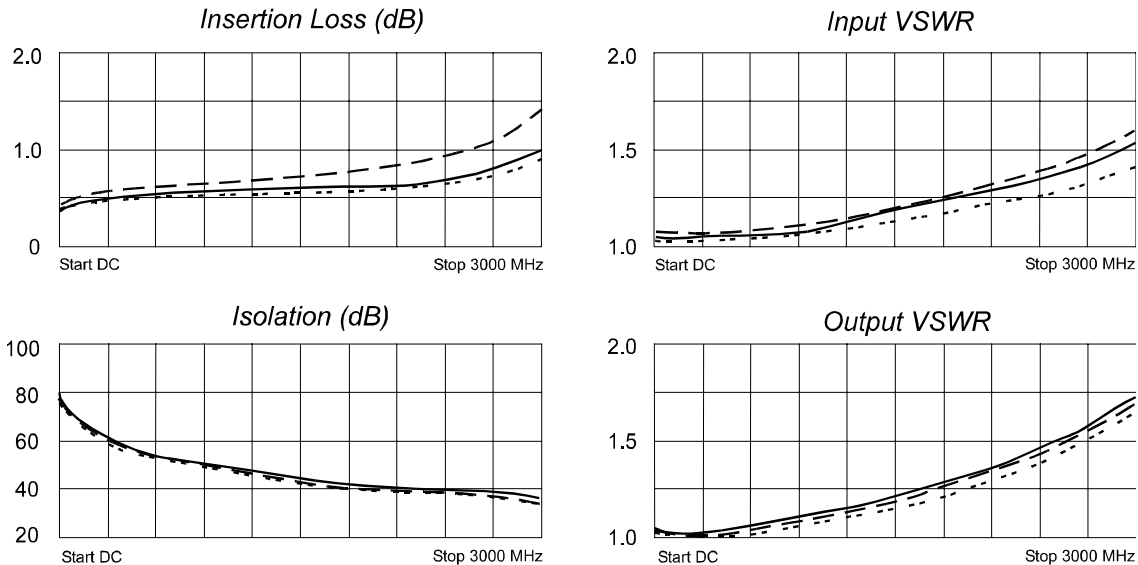 Insertion Loss (dB)
2.0
1.0
0
Start DC
Stop 3000 MHz
Input VSWR
2.0
1.5
1.0
Start DC
Stop 3000 MHz
Isolation (dB)
100
80
60
40
20
Start DC
Stop 3000 MHz
Output VSWR
2.0
1.5
1.0
Start DC
Stop 3000 MHz